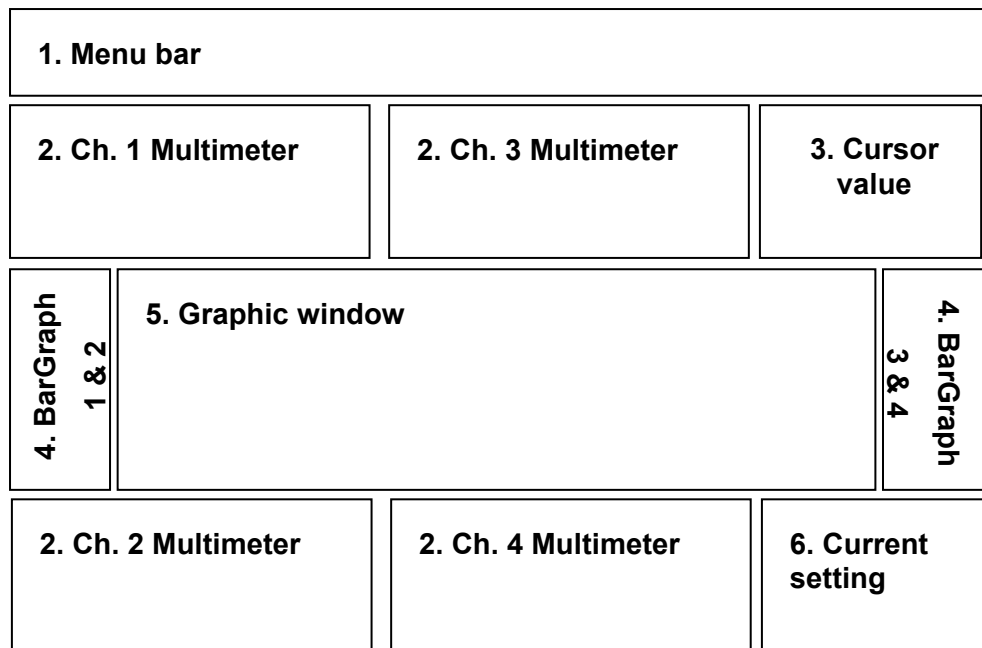 1. Menu bar
2. Ch. 1 Multimeter
2. Ch. 3 Multimeter
3. Cursor
value
4. BarGraph
1 & 2
5. Graphic window
4. BarGraph
3 & 4
2. Ch. 2 Multimeter
2. Ch. 4 Multimeter
6. Current
setting